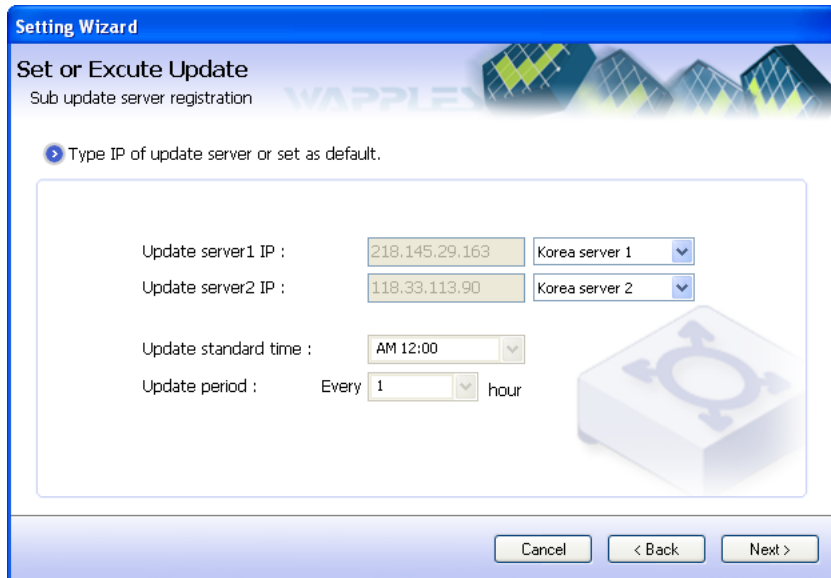 Setting Wizard
Set or Excute Update
Sub update server registration
WAPPLES
Type IP of update server or set as default.
Update server1 IP : 218.145.29.163 Korea server 1
Update server2 IP : 118.33.113.90 Korea server 2
Update standard time : AM 12:00
Update period : Every 1 hour
Cancel < Back Next >